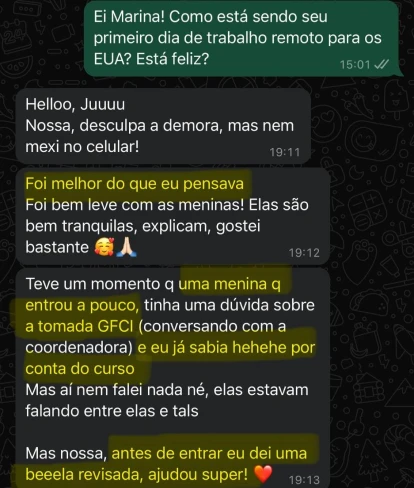 Ei Marina! Como está sendo seu
primeiro dia de trabalho remoto para os
EUA? Está feliz?
15:01
Helloo, Juuuu
Nossa, desculpa a demora, mas nem
mexi no celular!
19:11
Foi melhor do que eu pensava
Foi bem leve com as meninas! Elas são
bem tranquilas, explicam, gostei
bastante 🥰🙏🏻
19:12
Teve um momento q uma menina q
entrou a pouco, tinha uma dúvida sobre
a tomada GFCI (conversando com a
coordenadora) e eu já sabia hehehe por
conta do curso
Mas aí nem falei nada né, elas estavam
falando entre elas e tals
Mas nossa, antes de entrar eu dei uma
beeela revisada, ajudou super! ❤️
19:13